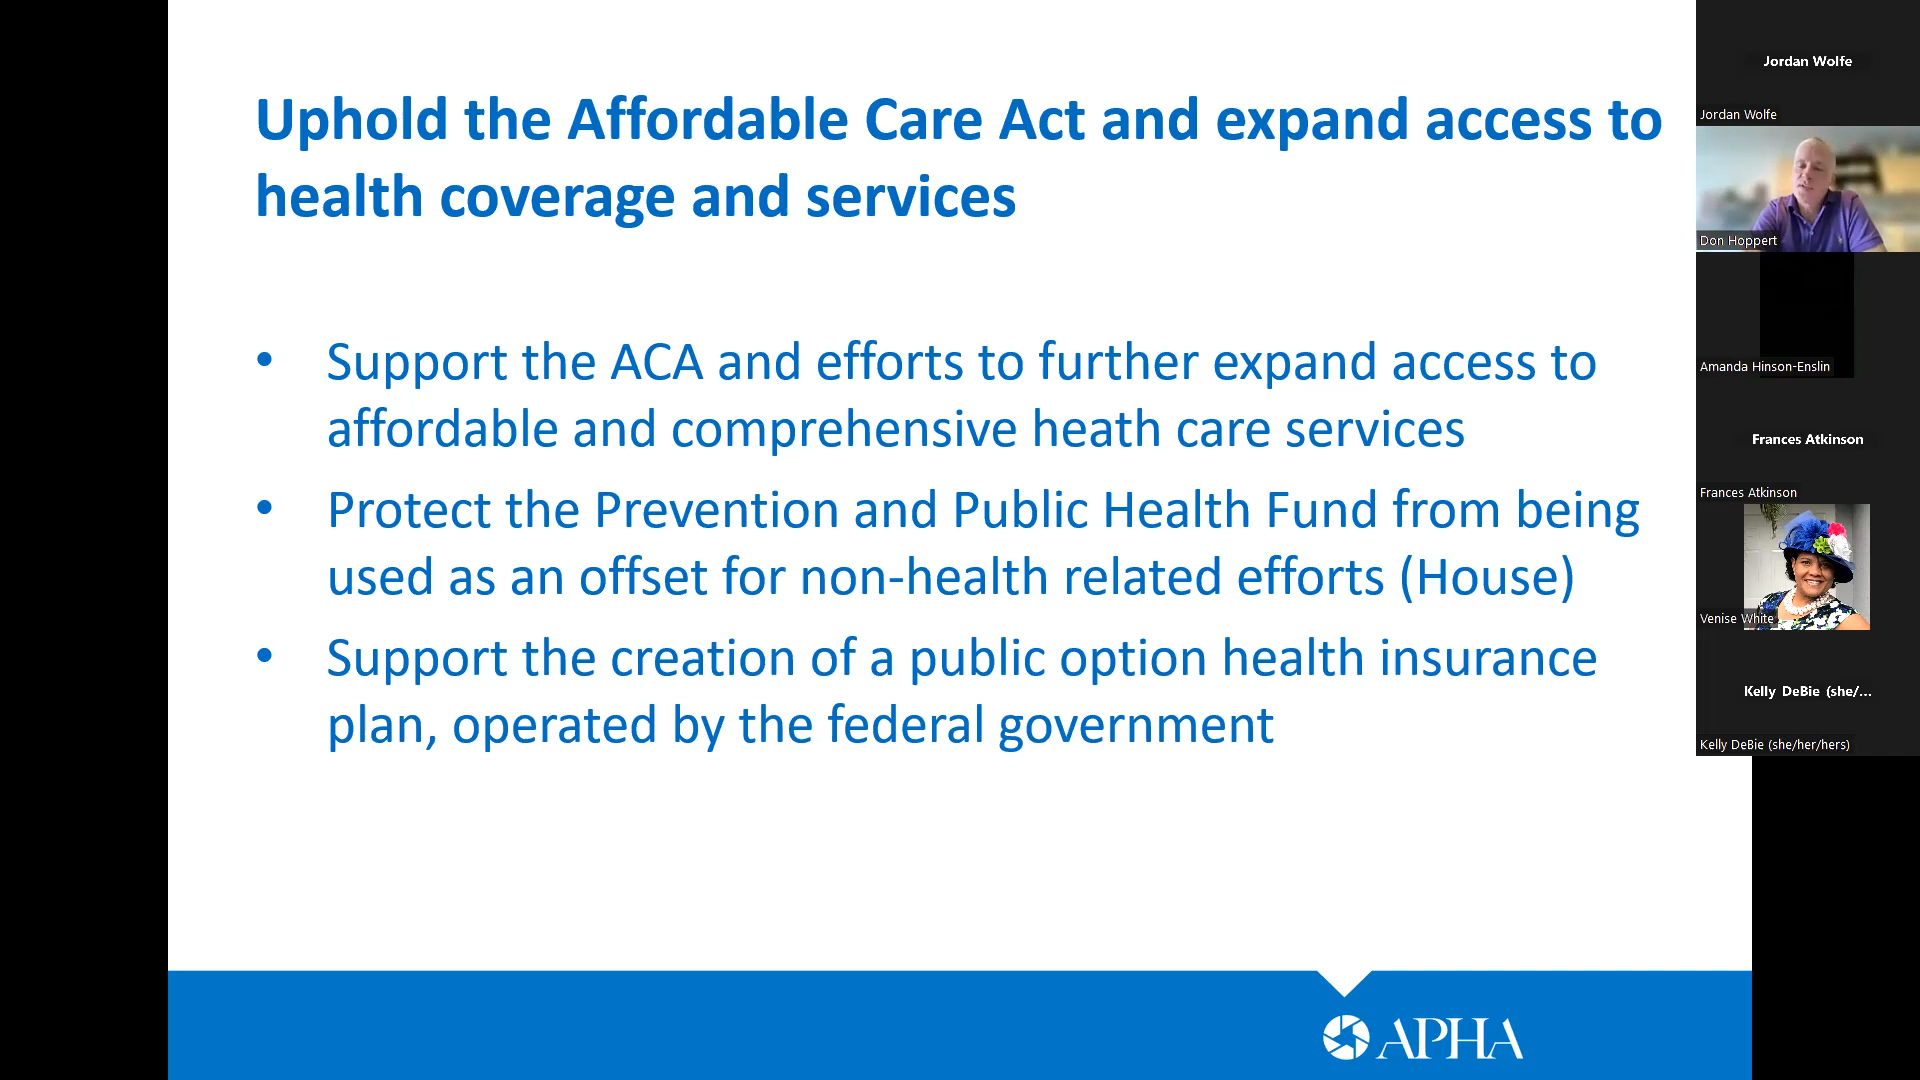 Uphold the Affordable Care Act and expand access to
health coverage and services
• Support the ACA and efforts to further expand access to
affordable and comprehensive heath care services
• Protect the Prevention and Public Health Fund from being
used as an offset for non-health related efforts (House)
• Support the creation of a public option health insurance
plan, operated by the federal government
APHA
Jordan Wolfe
Jordan Wolfe
Don Hoppert
Amanda Hinson-Enslin
Frances Atkinson
Frances Atkinson
Venise White
Kelly DeBie (she/...
Kelly DeBie (she/her/hers)